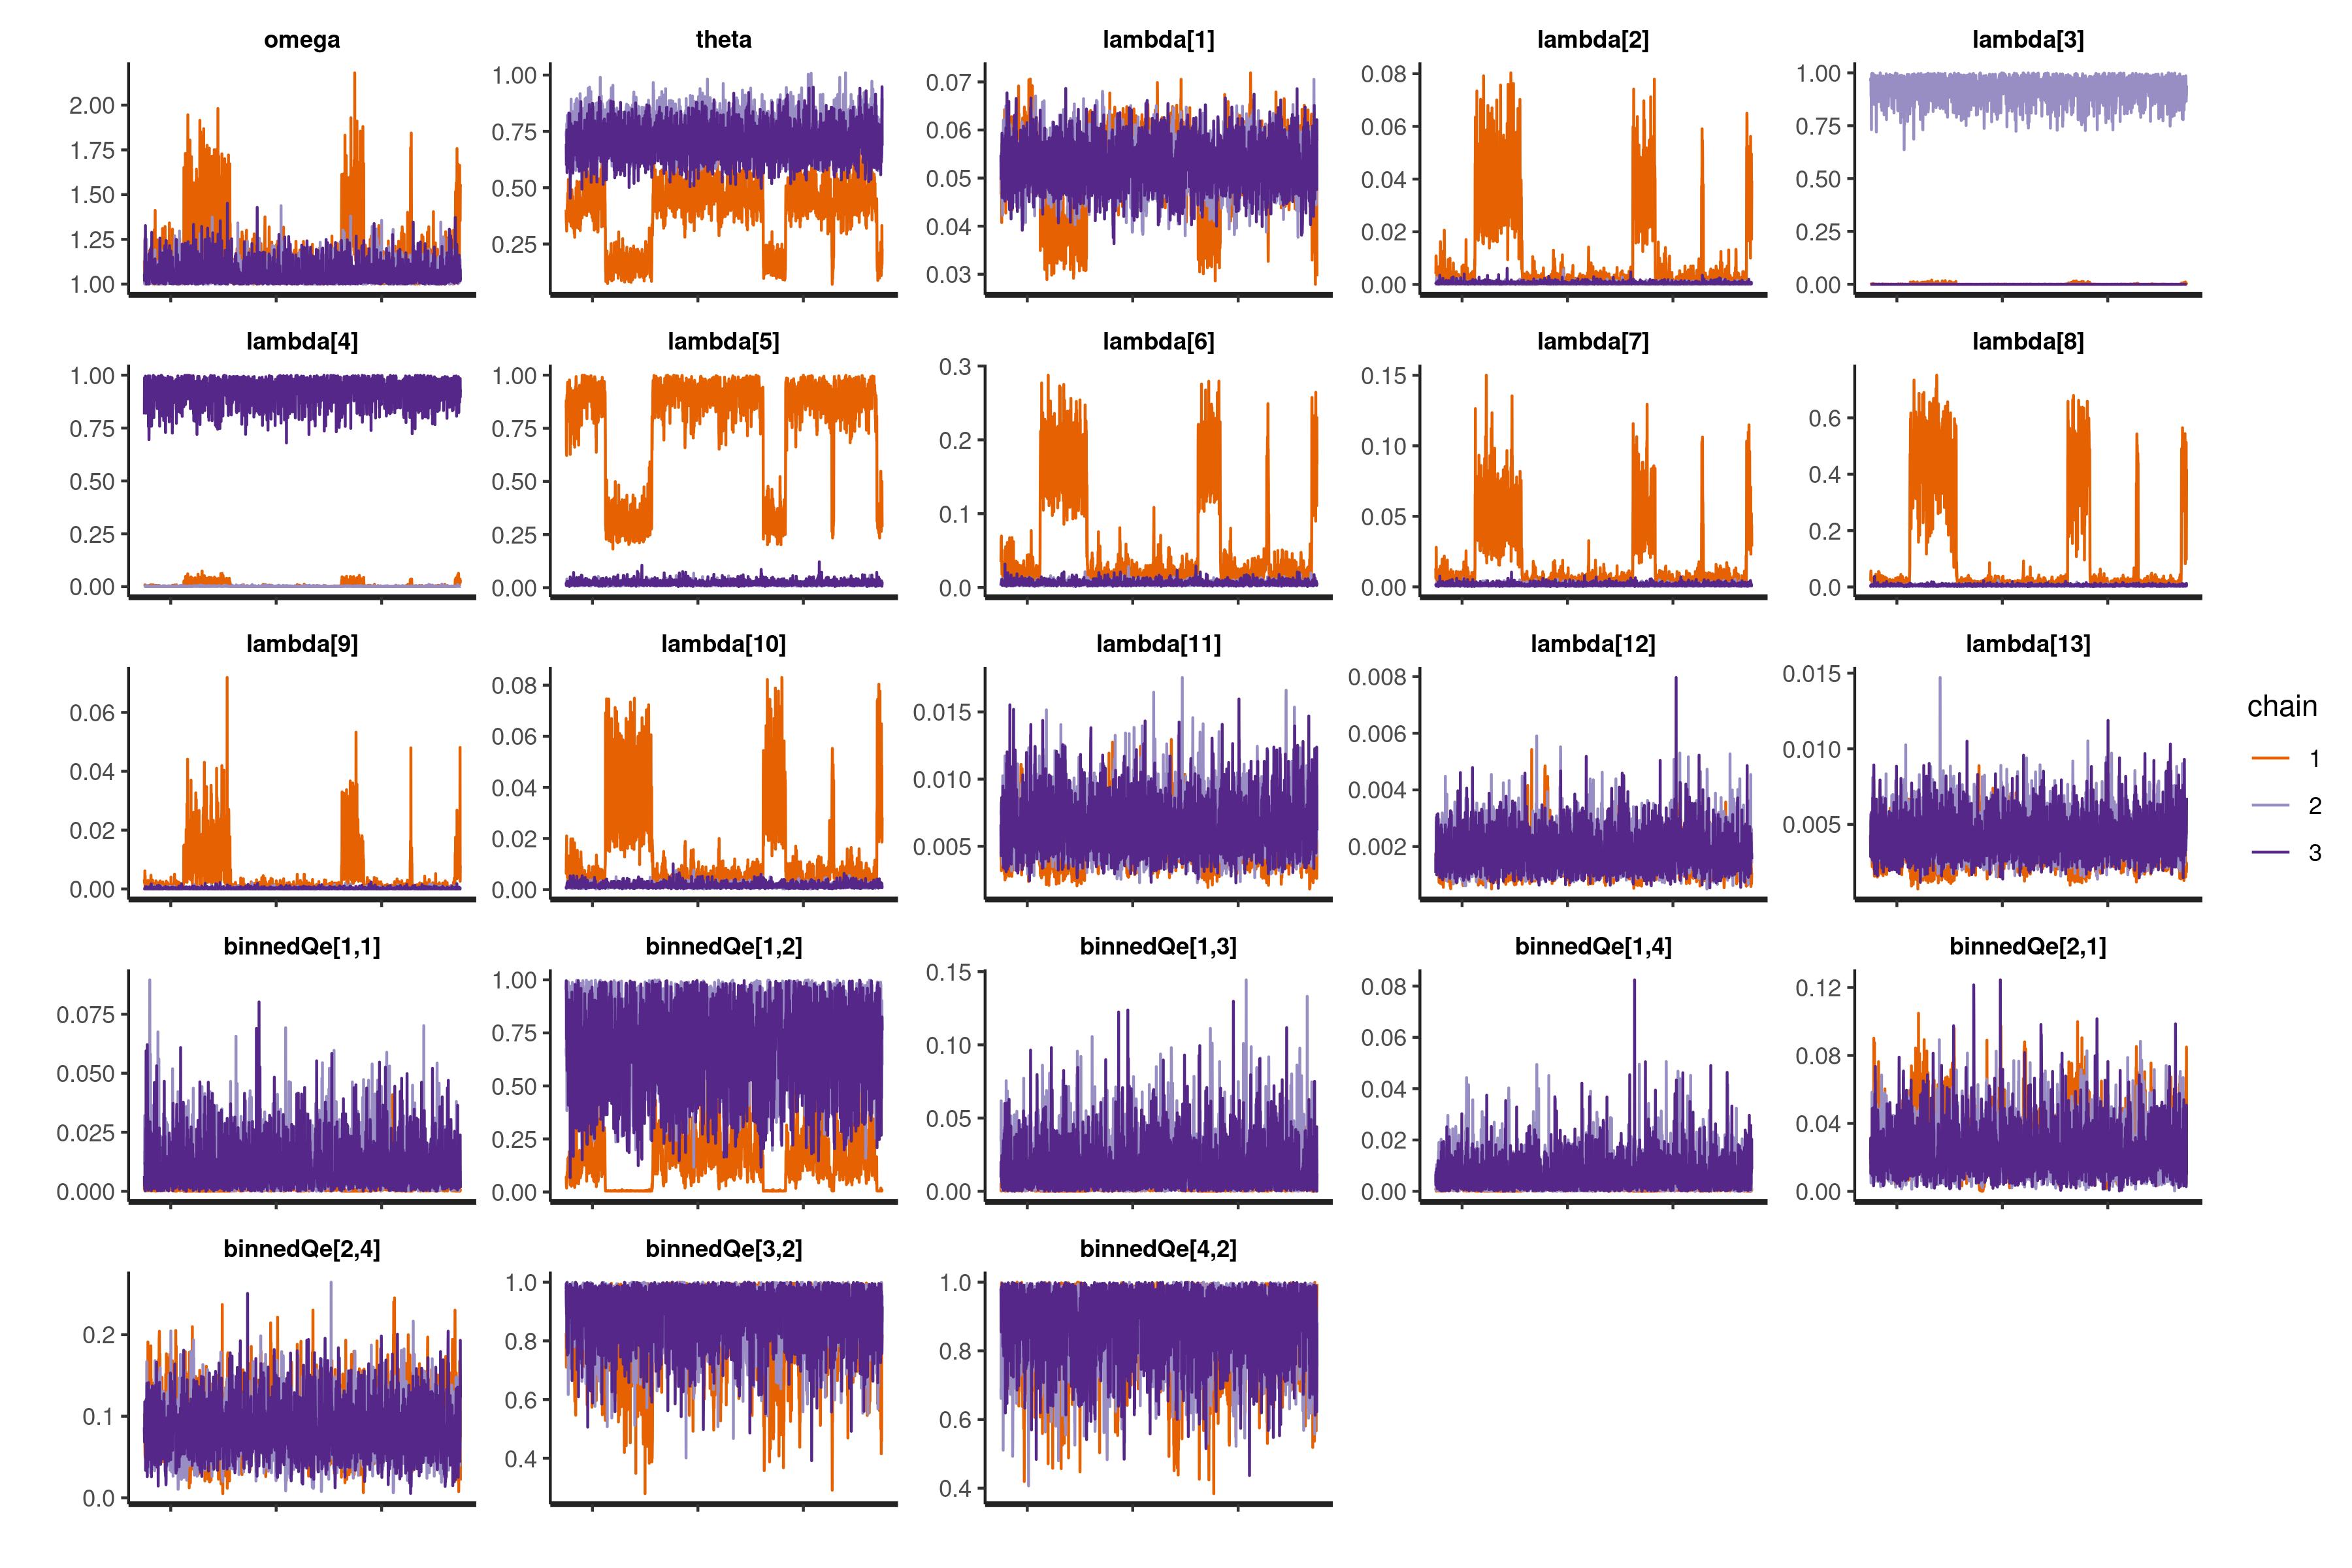 omega theta lambda[1] lambda[2] lambda[3]
2.00 1.75 1.50 1.25 1.00
1.00 0.75 0.50 0.25
0.07 0.06 0.05 0.04 0.03
0.08 0.06 0.04 0.02 0.00
1.00 0.75 0.50 0.25 0.00
lambda[4] lambda[5] lambda[6] lambda[7] lambda[8]
1.00 0.75 0.50 0.25 0.00
1.00 0.75 0.50 0.25 0.00
0.3 0.2 0.1 0.0
0.15 0.10 0.05 0.00
0.6 0.4 0.2 0.0
lambda[9] lambda[10] lambda[11] lambda[12] lambda[13]
0.06 0.04 0.02 0.00
0.08 0.06 0.04 0.02 0.00
0.015 0.010 0.005
0.008 0.006 0.004 0.002
0.015 0.010 0.005
chain
1
2
3
binnedQe[1,1] binnedQe[1,2] binnedQe[1,3] binnedQe[1,4] binnedQe[2,1]
0.075 0.050 0.025 0.000
1.00 0.75 0.50 0.25 0.00
0.15 0.10 0.05 0.00
0.08 0.06 0.04 0.02 0.00
0.12 0.08 0.04 0.00
binnedQe[2,4] binnedQe[3,2] binnedQe[4,2]
0.2 0.1 0.0
1.0 0.8 0.6 0.4
1.0 0.8 0.6 0.4